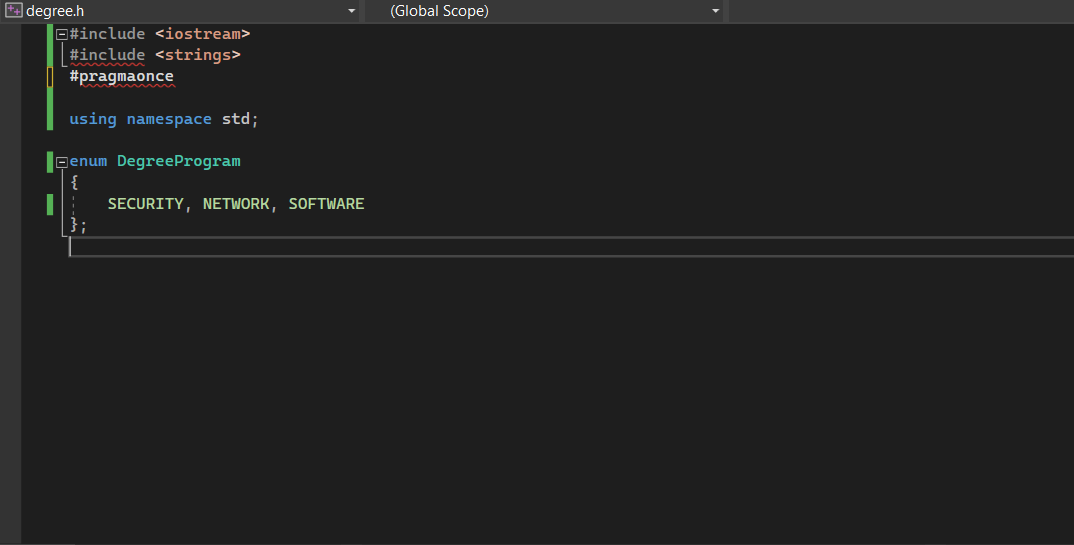 degree.h (Global Scope)
#include <iostream>
#include <strings>
#pragmaonce
using namespace std;
enum DegreeProgram
{
SECURITY, NETWORK, SOFTWARE
};